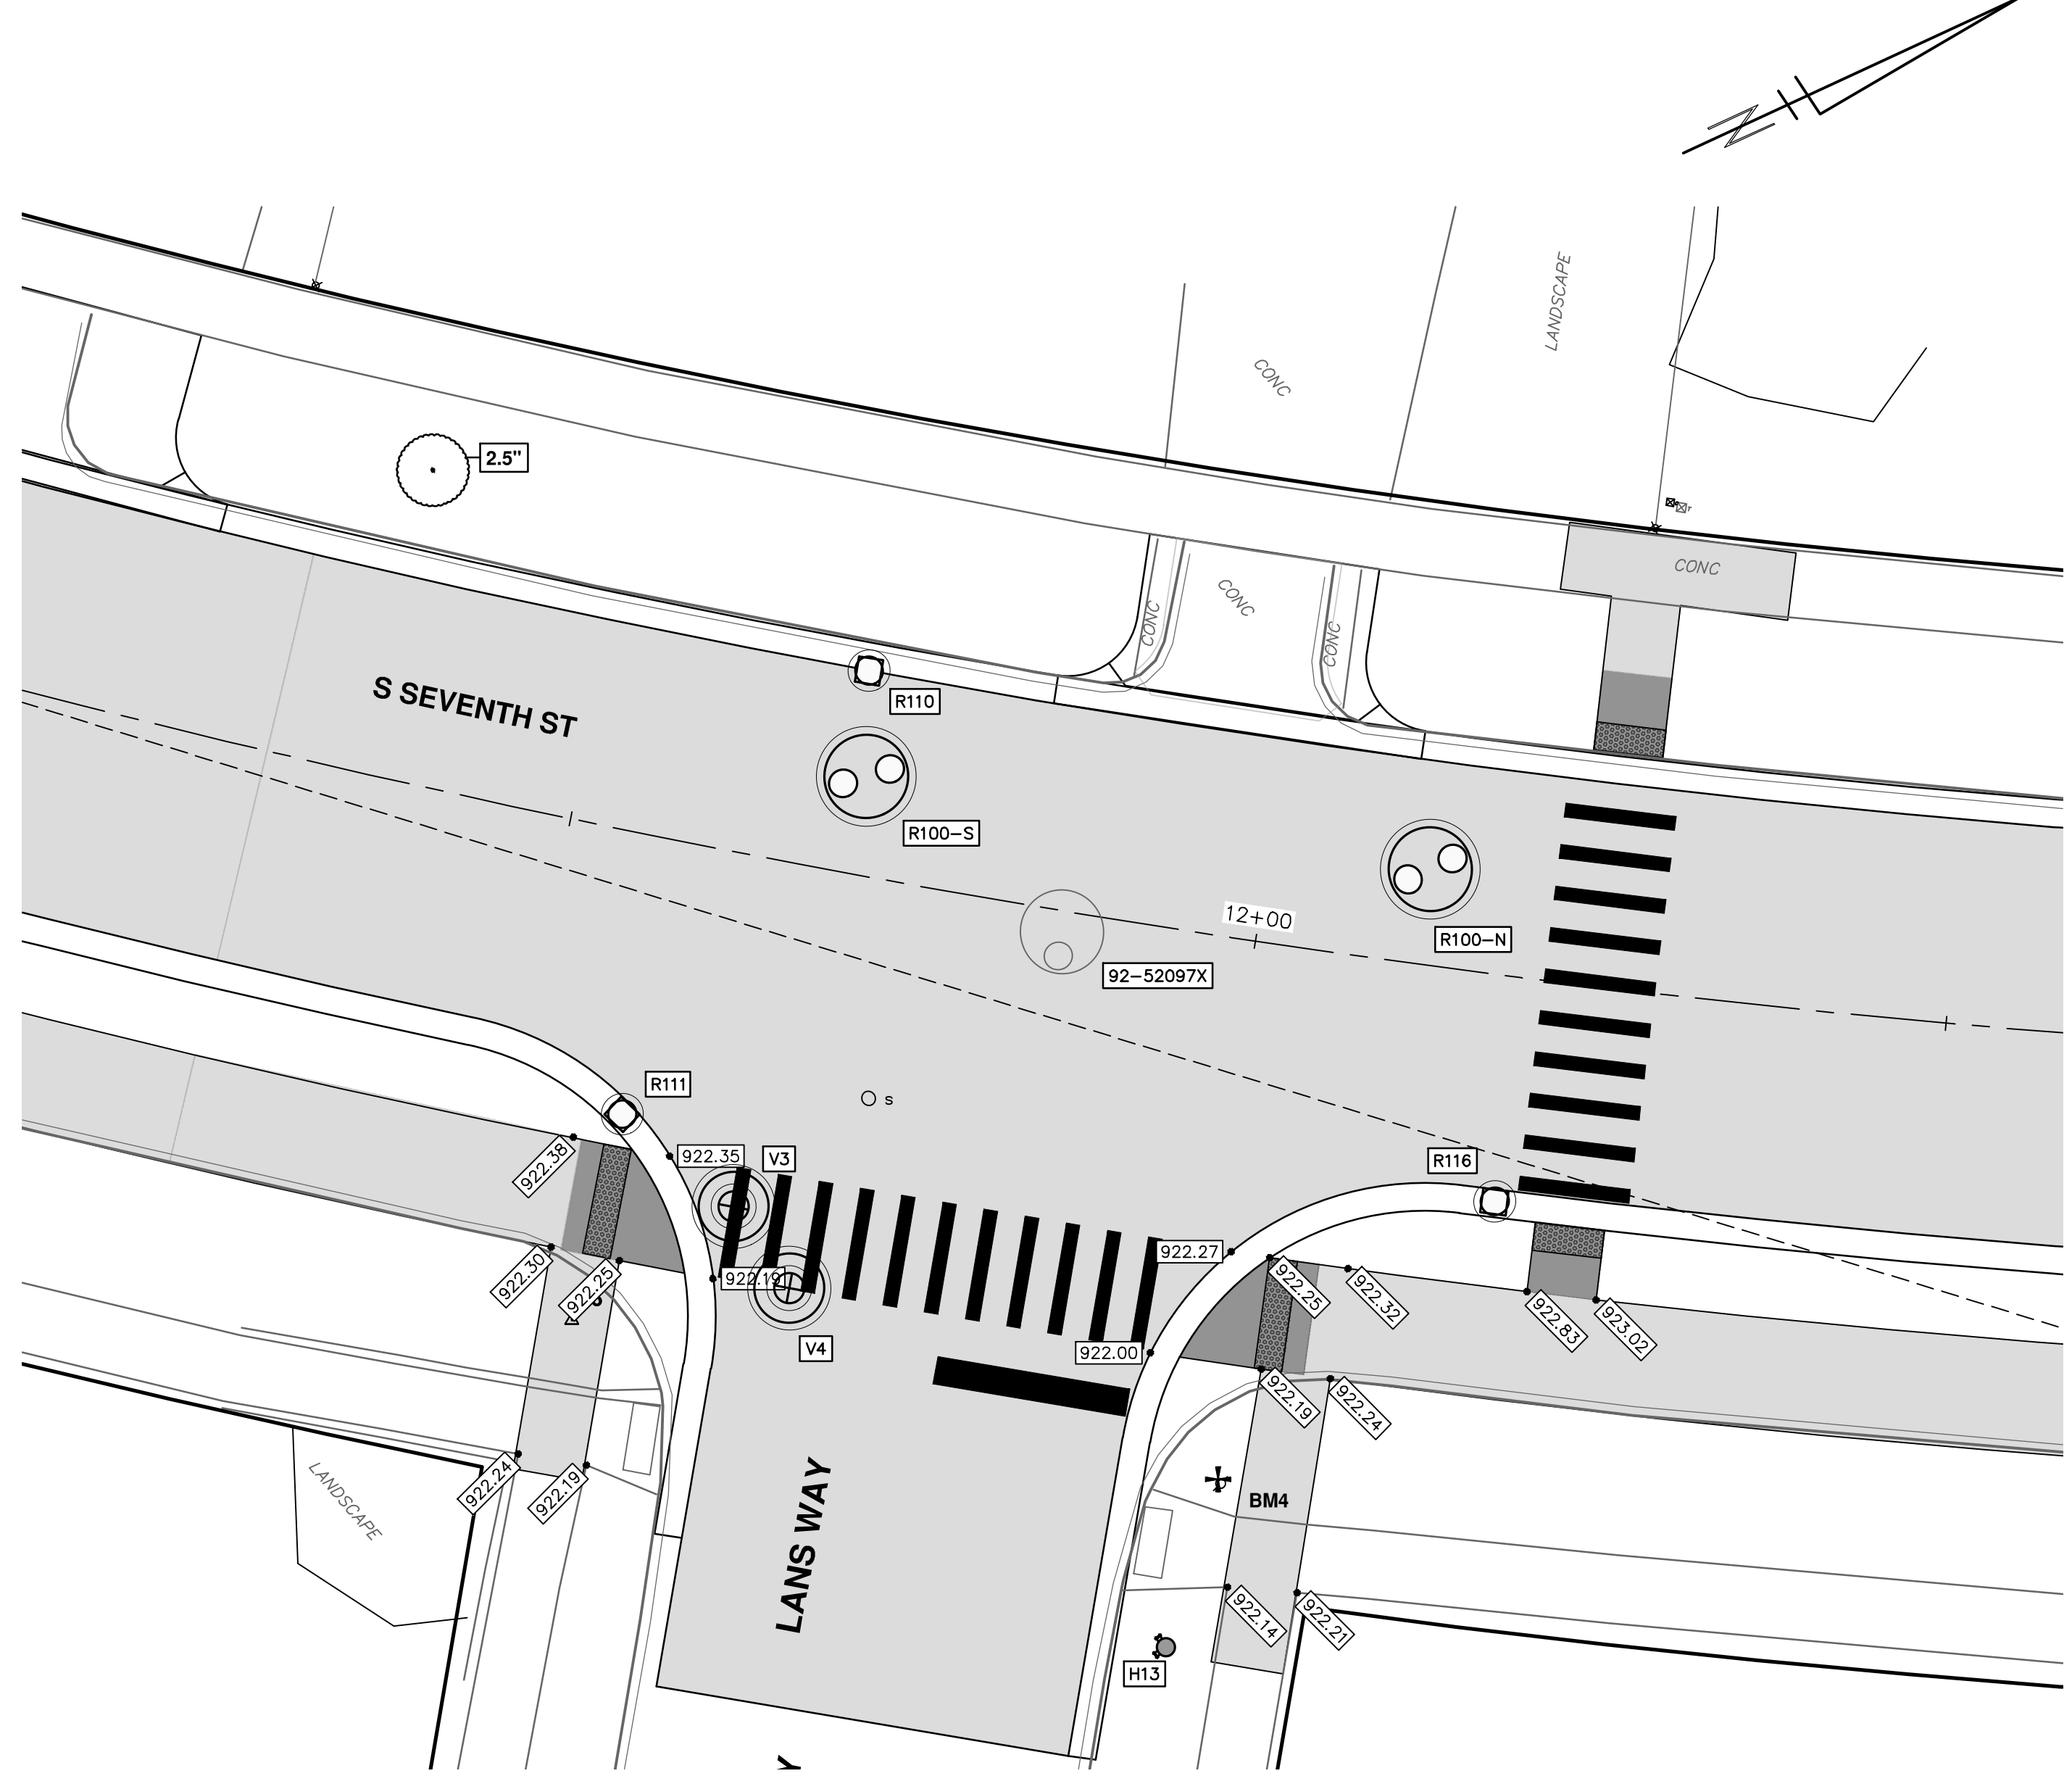 N
LANDSCAPE
CONC
2.5"
CONC
CONC
CONC
CONC
S SEVENTH ST
R110
R100-S
12+00
R100-N
92-52097X
R111
S
922.38
922.35
V3
R116
922.30
922.25
922.19
922.27
922.25
922.32
922.83
923.02
V4
922.00
922.19
922.24
922.24
922.19
LANDSCAPE
LANS WAY
BM4
922.14
922.21
H13
Y